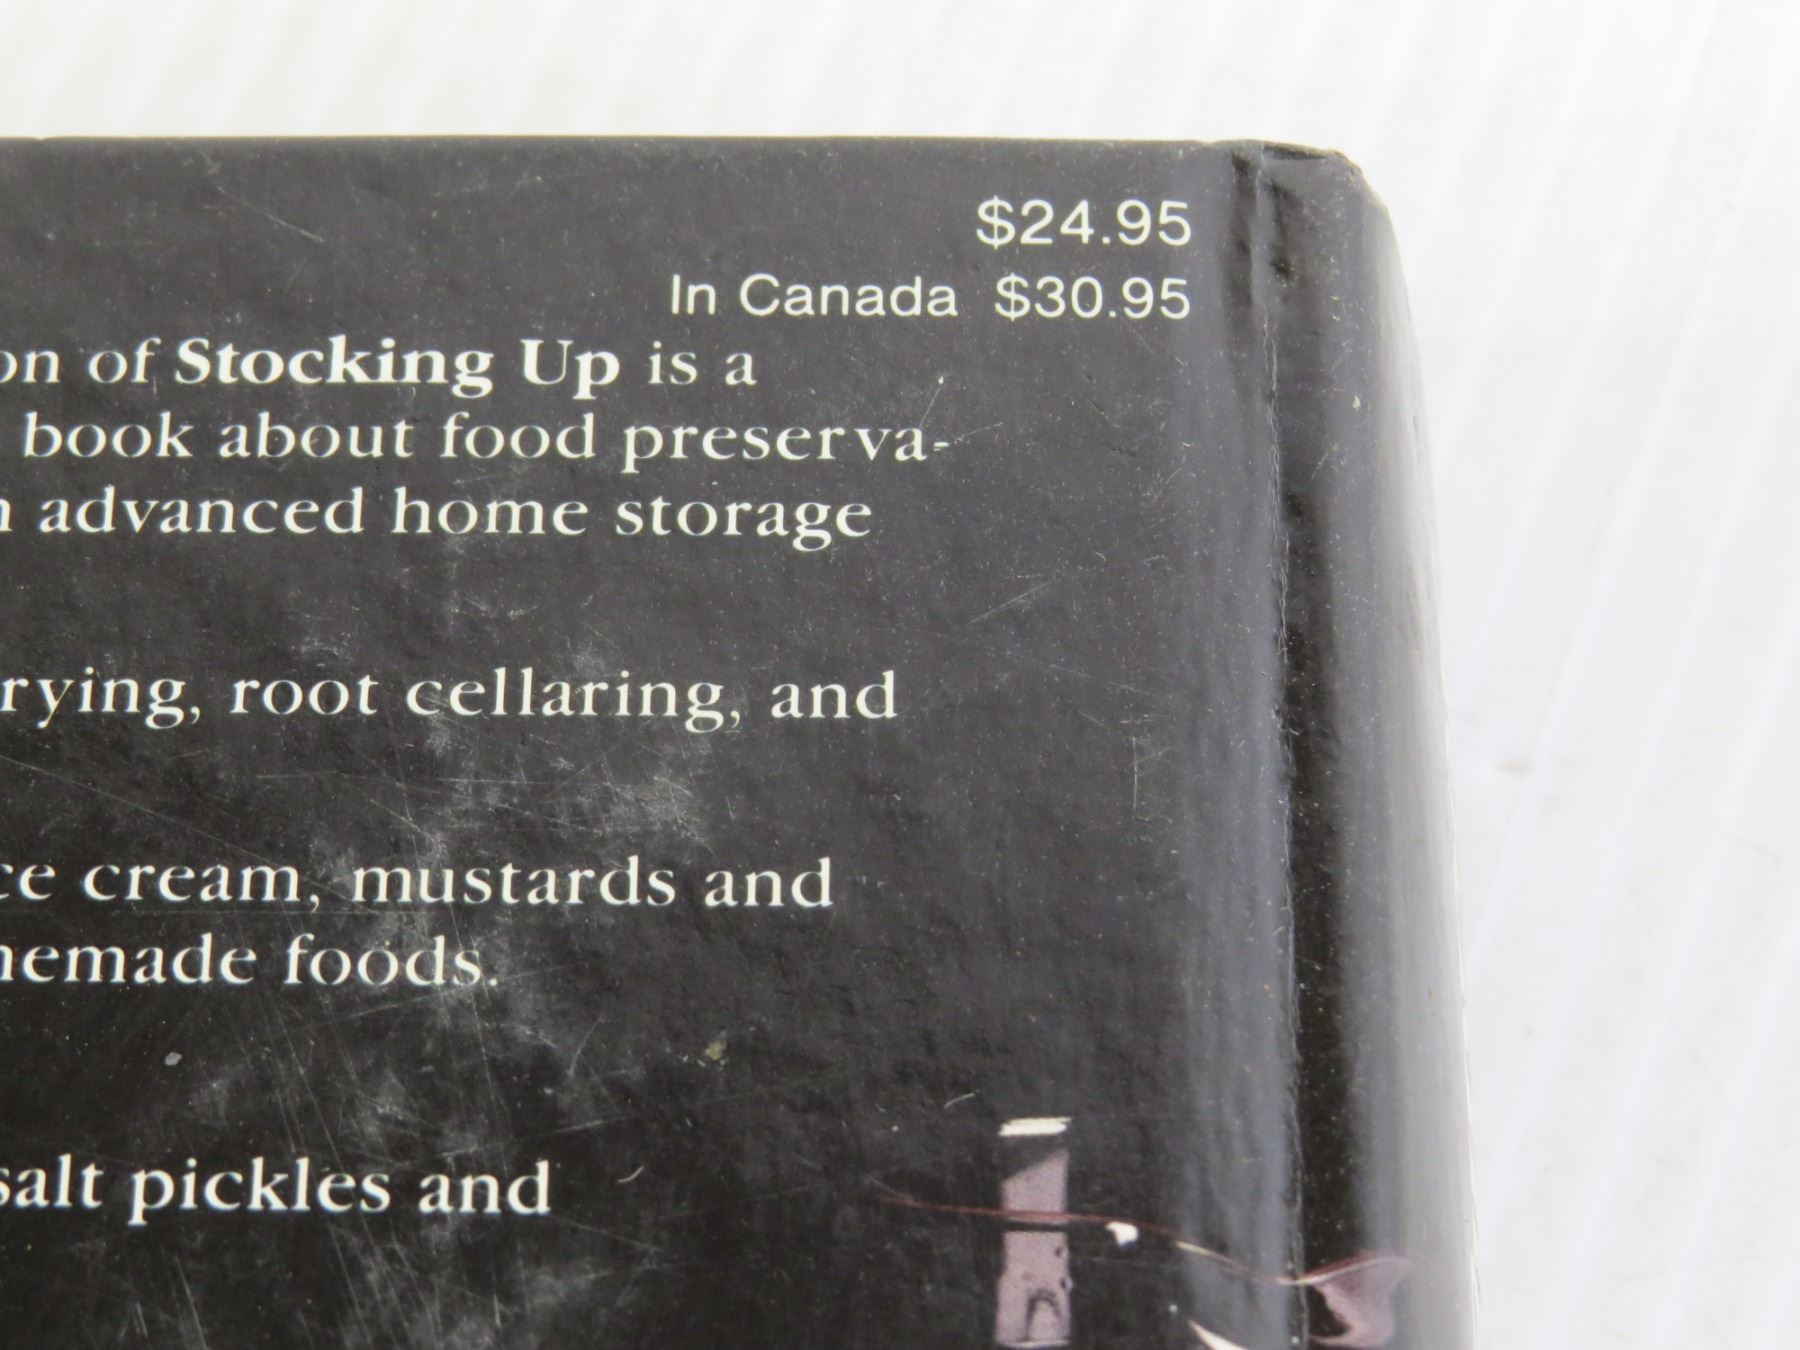 $24.95
In Canada $30.95
on of Stocking Up is a
book about food preserva-
advanced home storage
rying, root cellaring, and
ce cream, mustards and
emade foods.
salt pickles and